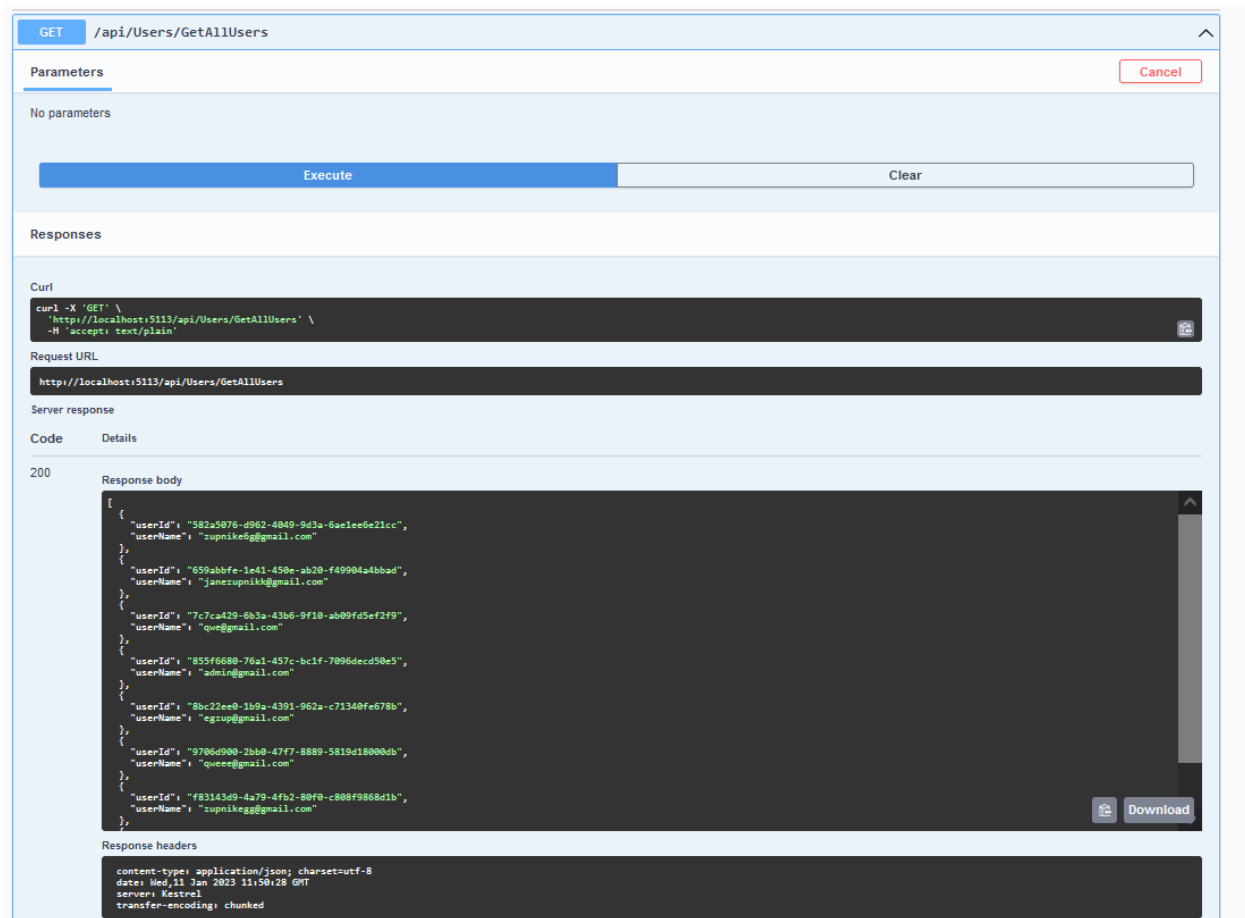 GET /api/Users/GetAllUsers
Parameters
Cancel
No parameters
Execute
Clear
Responses
Curl
curl -X 'GET' \
'http://localhost:5113/api/Users/GetAllUsers' \
-H 'accept: text/plain'
Request URL
http://localhost:5113/api/Users/GetAllUsers
Server response
Code Details
200
Response body
[
{
"userId": "582a5076-d962-4049-9d3a-6ae1ee6e21cc",
"userName": "zupnike6g@gmail.com"
},
{
"userId": "659abbfe-1e41-450e-ab20-f49904a4bbad",
"userName": "janezupnikk@gmail.com"
},
{
"userId": "7c7ca429-6b3a-43b6-9f10-ab09fd5ef2f9",
"userName": "qwe@gmail.com"
},
{
"userId": "855f6680-76a1-457c-bc1f-7096decd50e5",
"userName": "admin@gmail.com"
},
{
"userId": "8bc22ee0-1b9a-4391-962a-c71340fe678b",
"userName": "egzup@gmail.com"
},
{
"userId": "9706d900-2bb0-47f7-8889-5819d18000db",
"userName": "qweee@gmail.com"
},
{
"userId": "f83143d9-4a79-4fb2-80f0-c808f9868d1b",
"userName": "zupnikegg@gmail.com"
},
{
Download
Response headers
content-type: application/json; charset=utf-8
date: Wed,11 Jan 2023 11:50:28 GMT
server: Kestrel
transfer-encoding: chunked